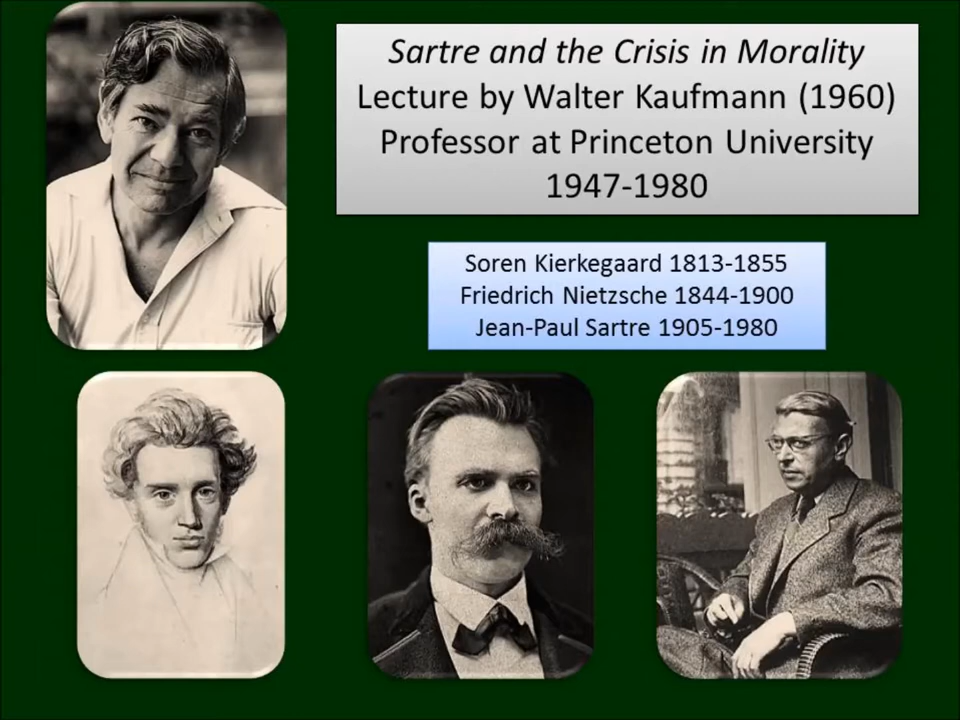 Sartre and the Crisis in Morality
Lecture by Walter Kaufmann (1960)
Professor at Princeton University
1947-1980
Soren Kierkegaard 1813-1855
Friedrich Nietzsche 1844-1900
Jean-Paul Sartre 1905-1980